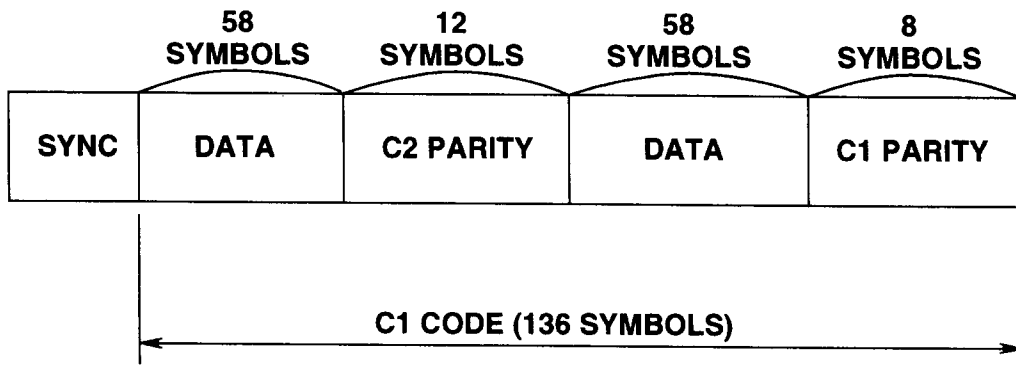 58
SYMBOLS
12
SYMBOLS
58
SYMBOLS
8
SYMBOLS
SYNC
DATA
C2 PARITY
DATA
C1 PARITY
C1 CODE (136 SYMBOLS)